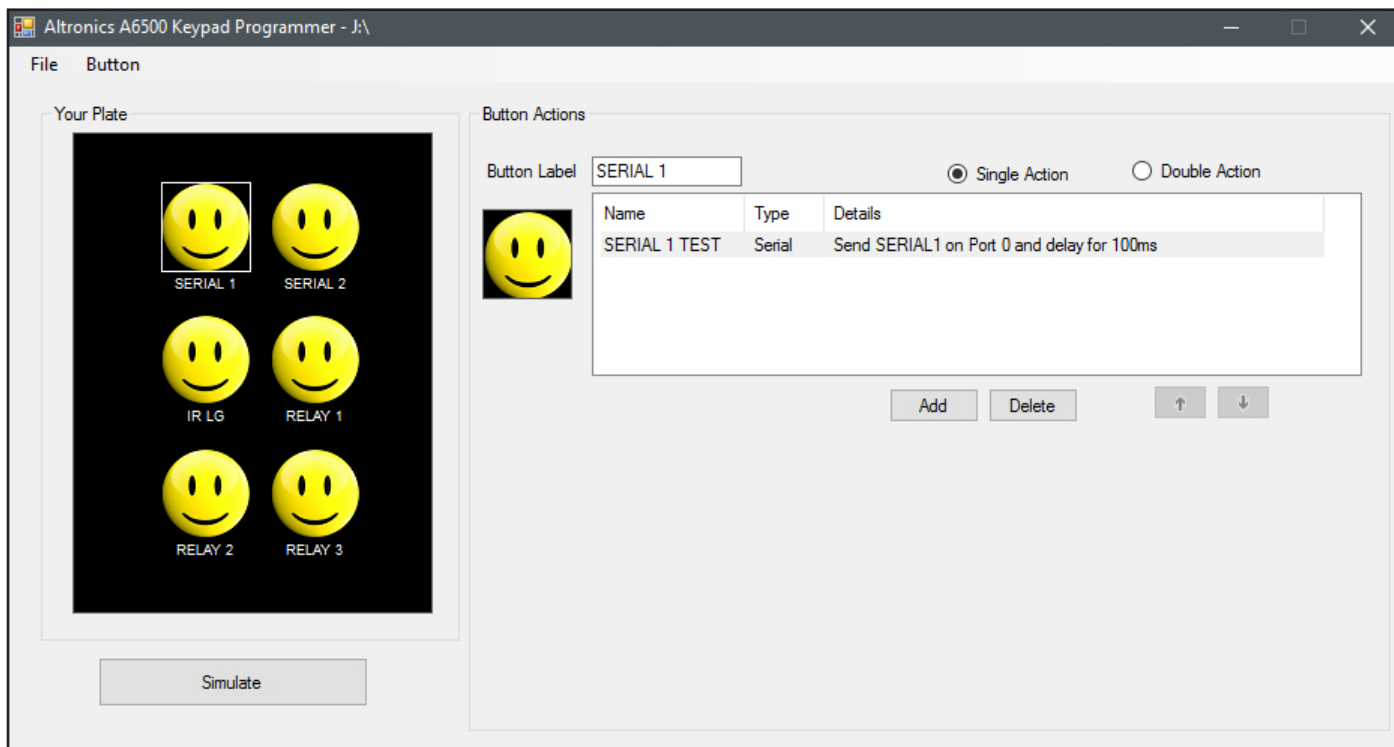 Altronics A6500 Keypad Programmer - J:\
File Button
Your Plate
SERIAL 1 SERIAL 2
IR LG RELAY 1
RELAY 2 RELAY 3
Simulate
Button Actions
Button Label SERIAL 1 Single Action Double Action
Name Type Details
SERIAL 1 TEST Serial Send SERIAL1 on Port 0 and delay for 100ms
Add Delete